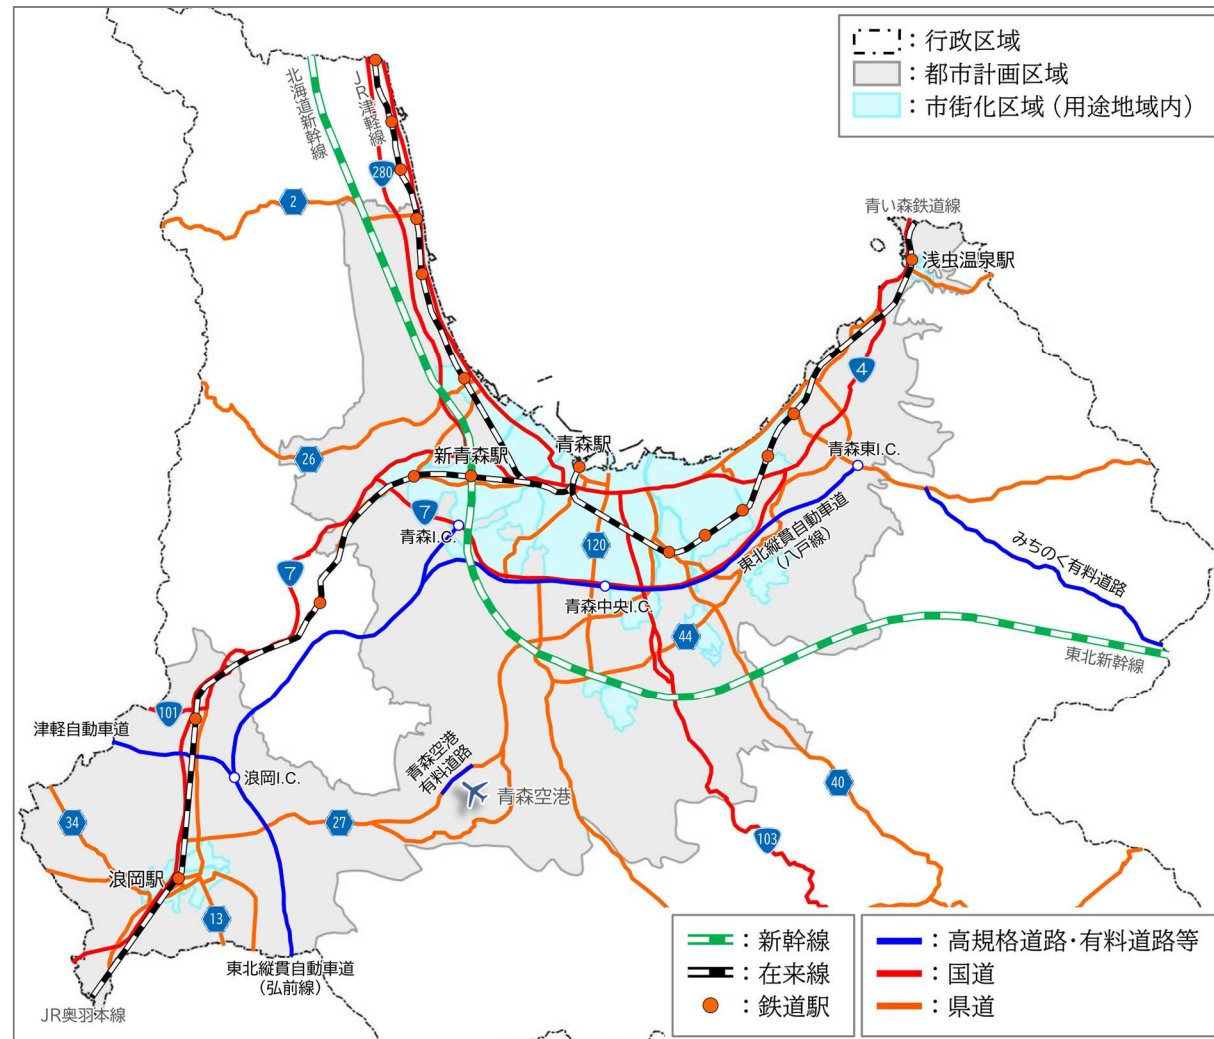 ：行政区域
：都市計画区域
：市街化区域（用途地域内）
北海道新幹線
JR津軽線
280
2
青い森鉄道線
浅虫温泉駅
4
26
新青森駅
青森駅
青森東I.C.
7
青森I.C.
120
東北縦貫自動車道
（八戸線）
みちのく有料道路
7
青森中央I.C.
44
東北新幹線
101
津軽自動車道
浪岡I.C.
青森空港
有料道路
青森空港
40
34
27
103
浪岡駅
13
東北縦貫自動車道
（弘前線）
JR奥羽本線
：新幹線
：在来線
：鉄道駅
：高規格道路・有料道路等
：国道
：県道